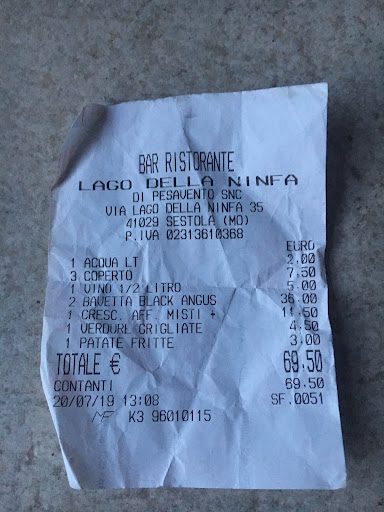 BAR RISTORANTE
LAGO DELLA NINFA
DI PESAVENTO SNC
VIA LAGO DELLA NINFA 35
41029 SESTOLA (MO)
P.IVA 02313610368
EURO
1 ACQUA LT 2,00
3 COPERTO 7,50
1 VINO 1/2 LITRO 5,00
2 BAVETTA BLACK ANGUS 36,00
1 CRESC. AFF. MISTI + 11,50
1 VERDURE GRIGLIATE 4,50
1 PATATE FRITTE 3,00
TOTALE € 69,50
CONTANTI 69,50
20/07/19 13:08 SF.0051
MF K3 96010115